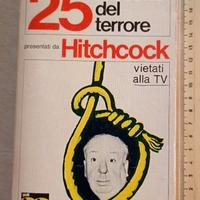 25 del
terrore
presentati da Hitchcock
vietati
alla TV